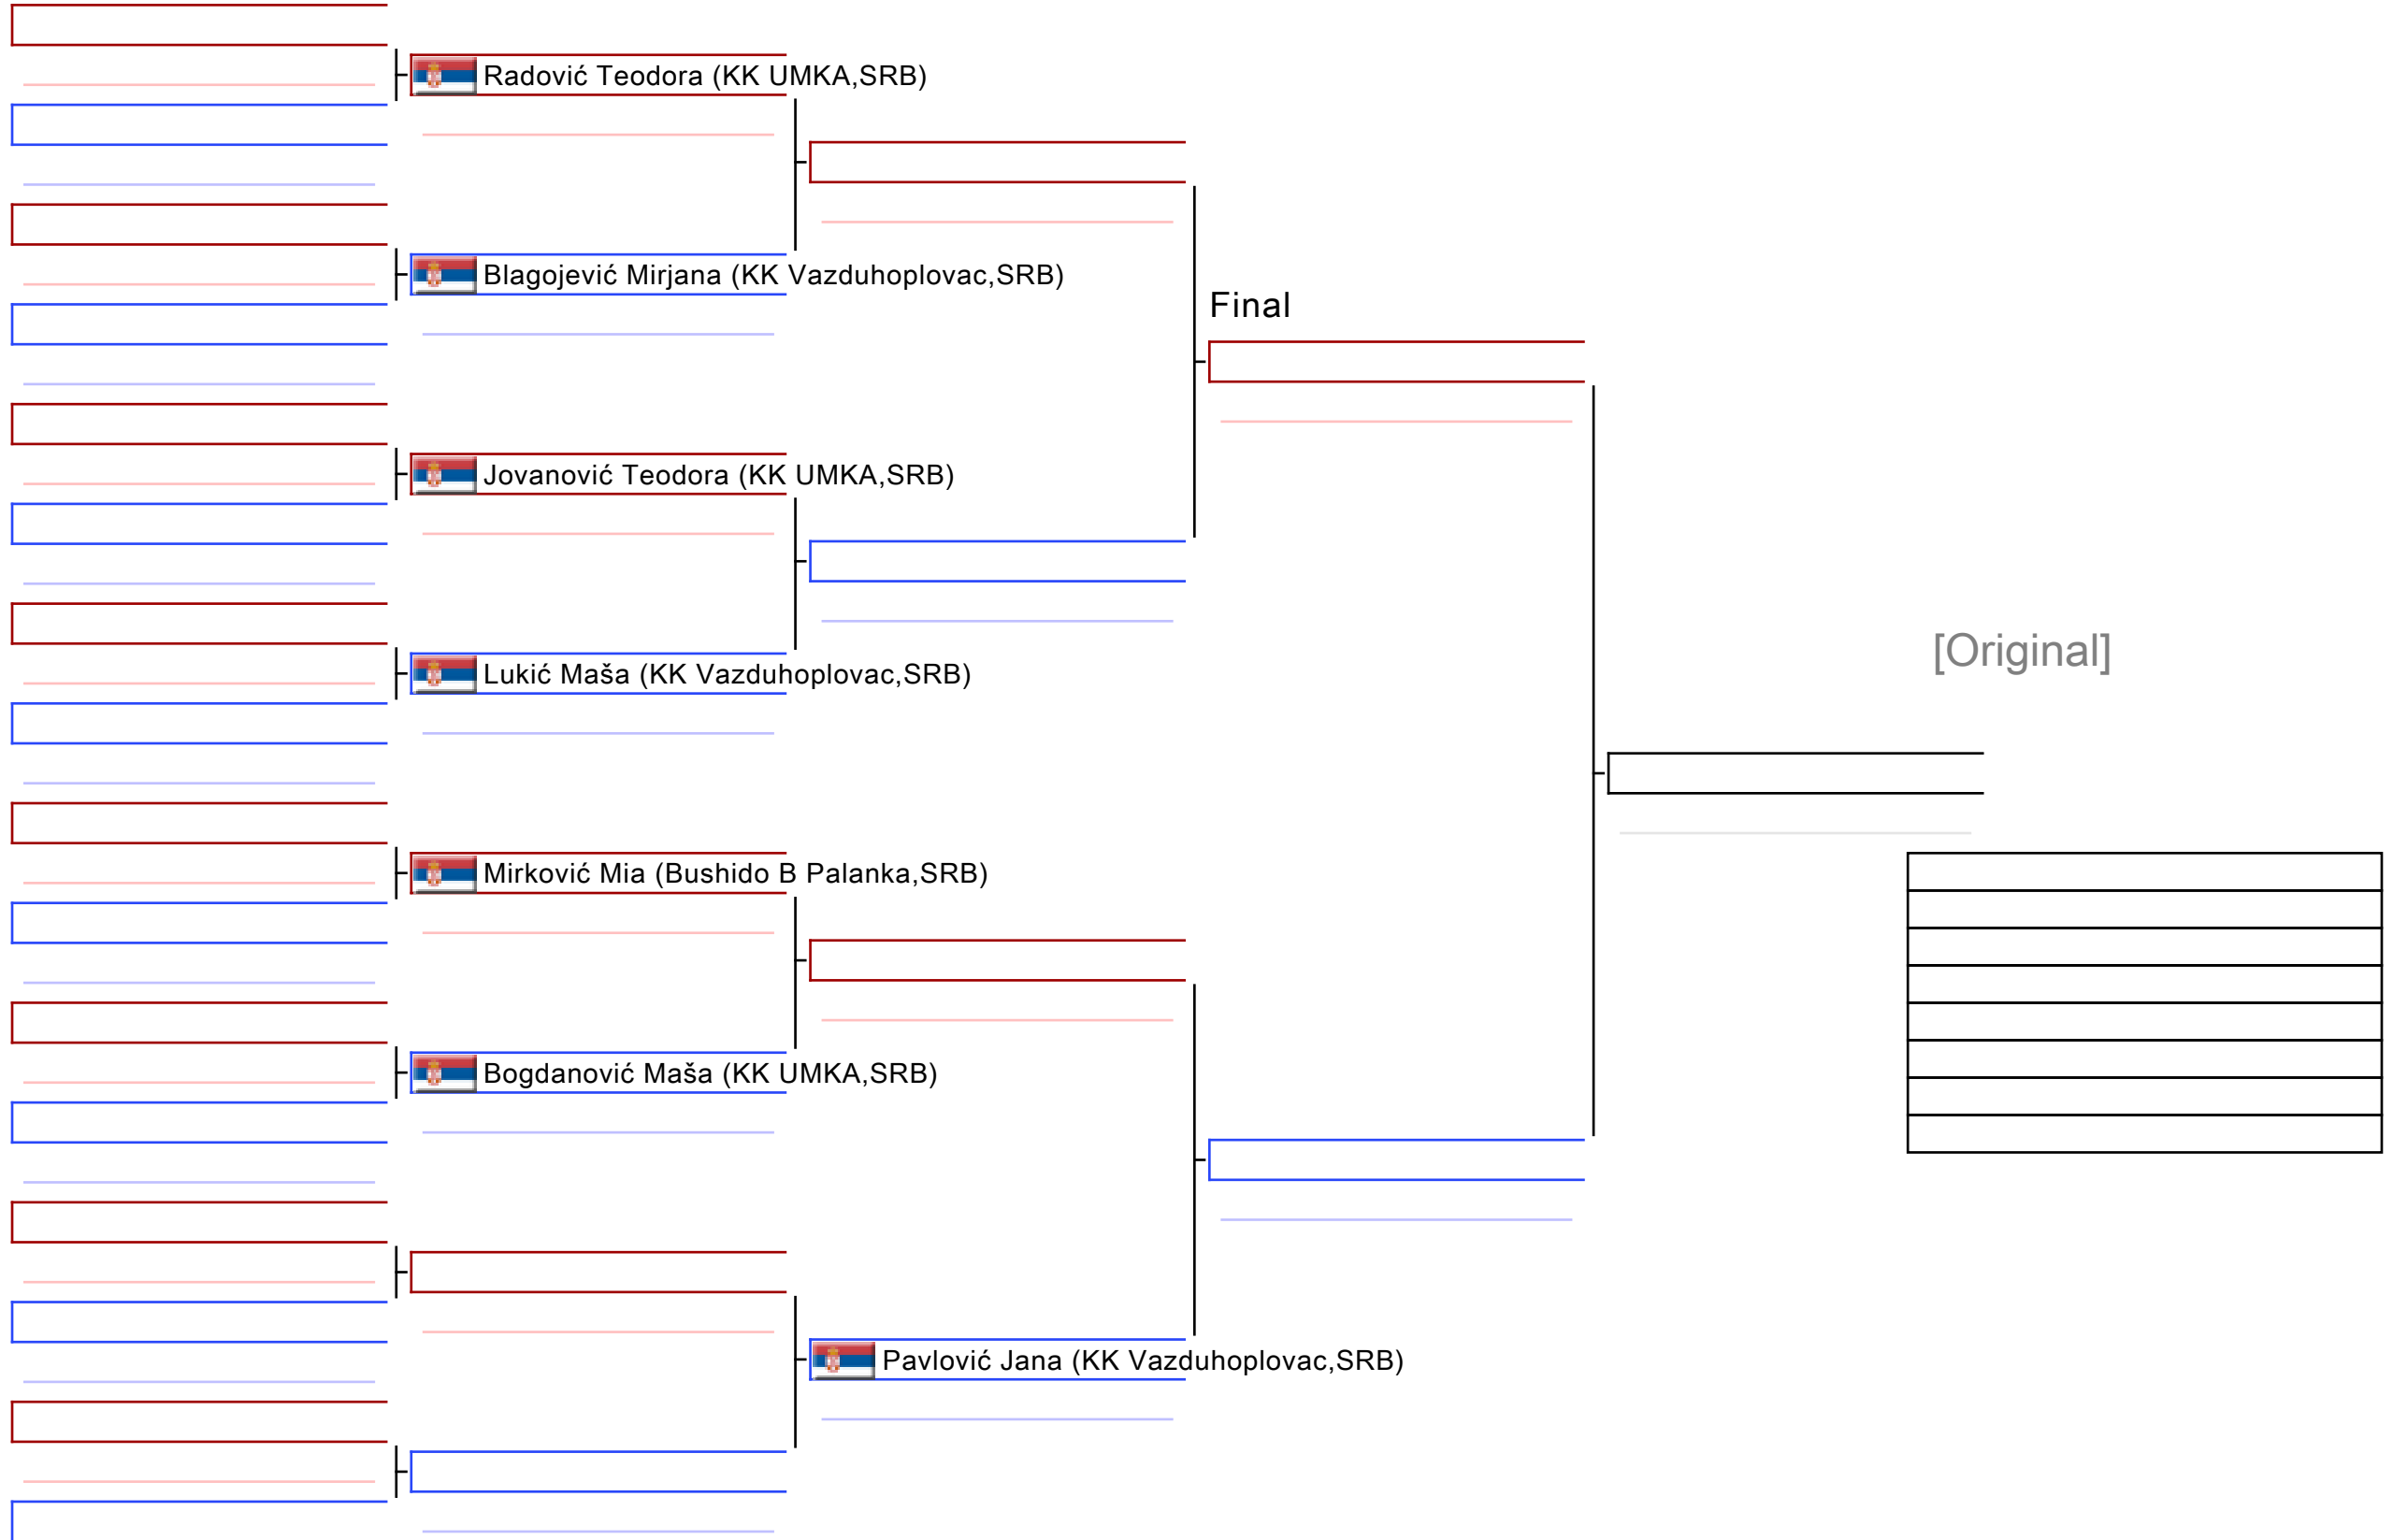 Radović Teodora (KK UMKA,SRB)
Blagojević Mirjana (KK Vazduhoplovac,SRB)
Final
Jovanović Teodora (KK UMKA,SRB)
[Original]
Lukić Maša (KK Vazduhoplovac,SRB)
Mirković Mia (Bushido B Palanka,SRB)
Bogdanović Maša (KK UMKA,SRB)
Pavlović Jana (KK Vazduhoplovac,SRB)